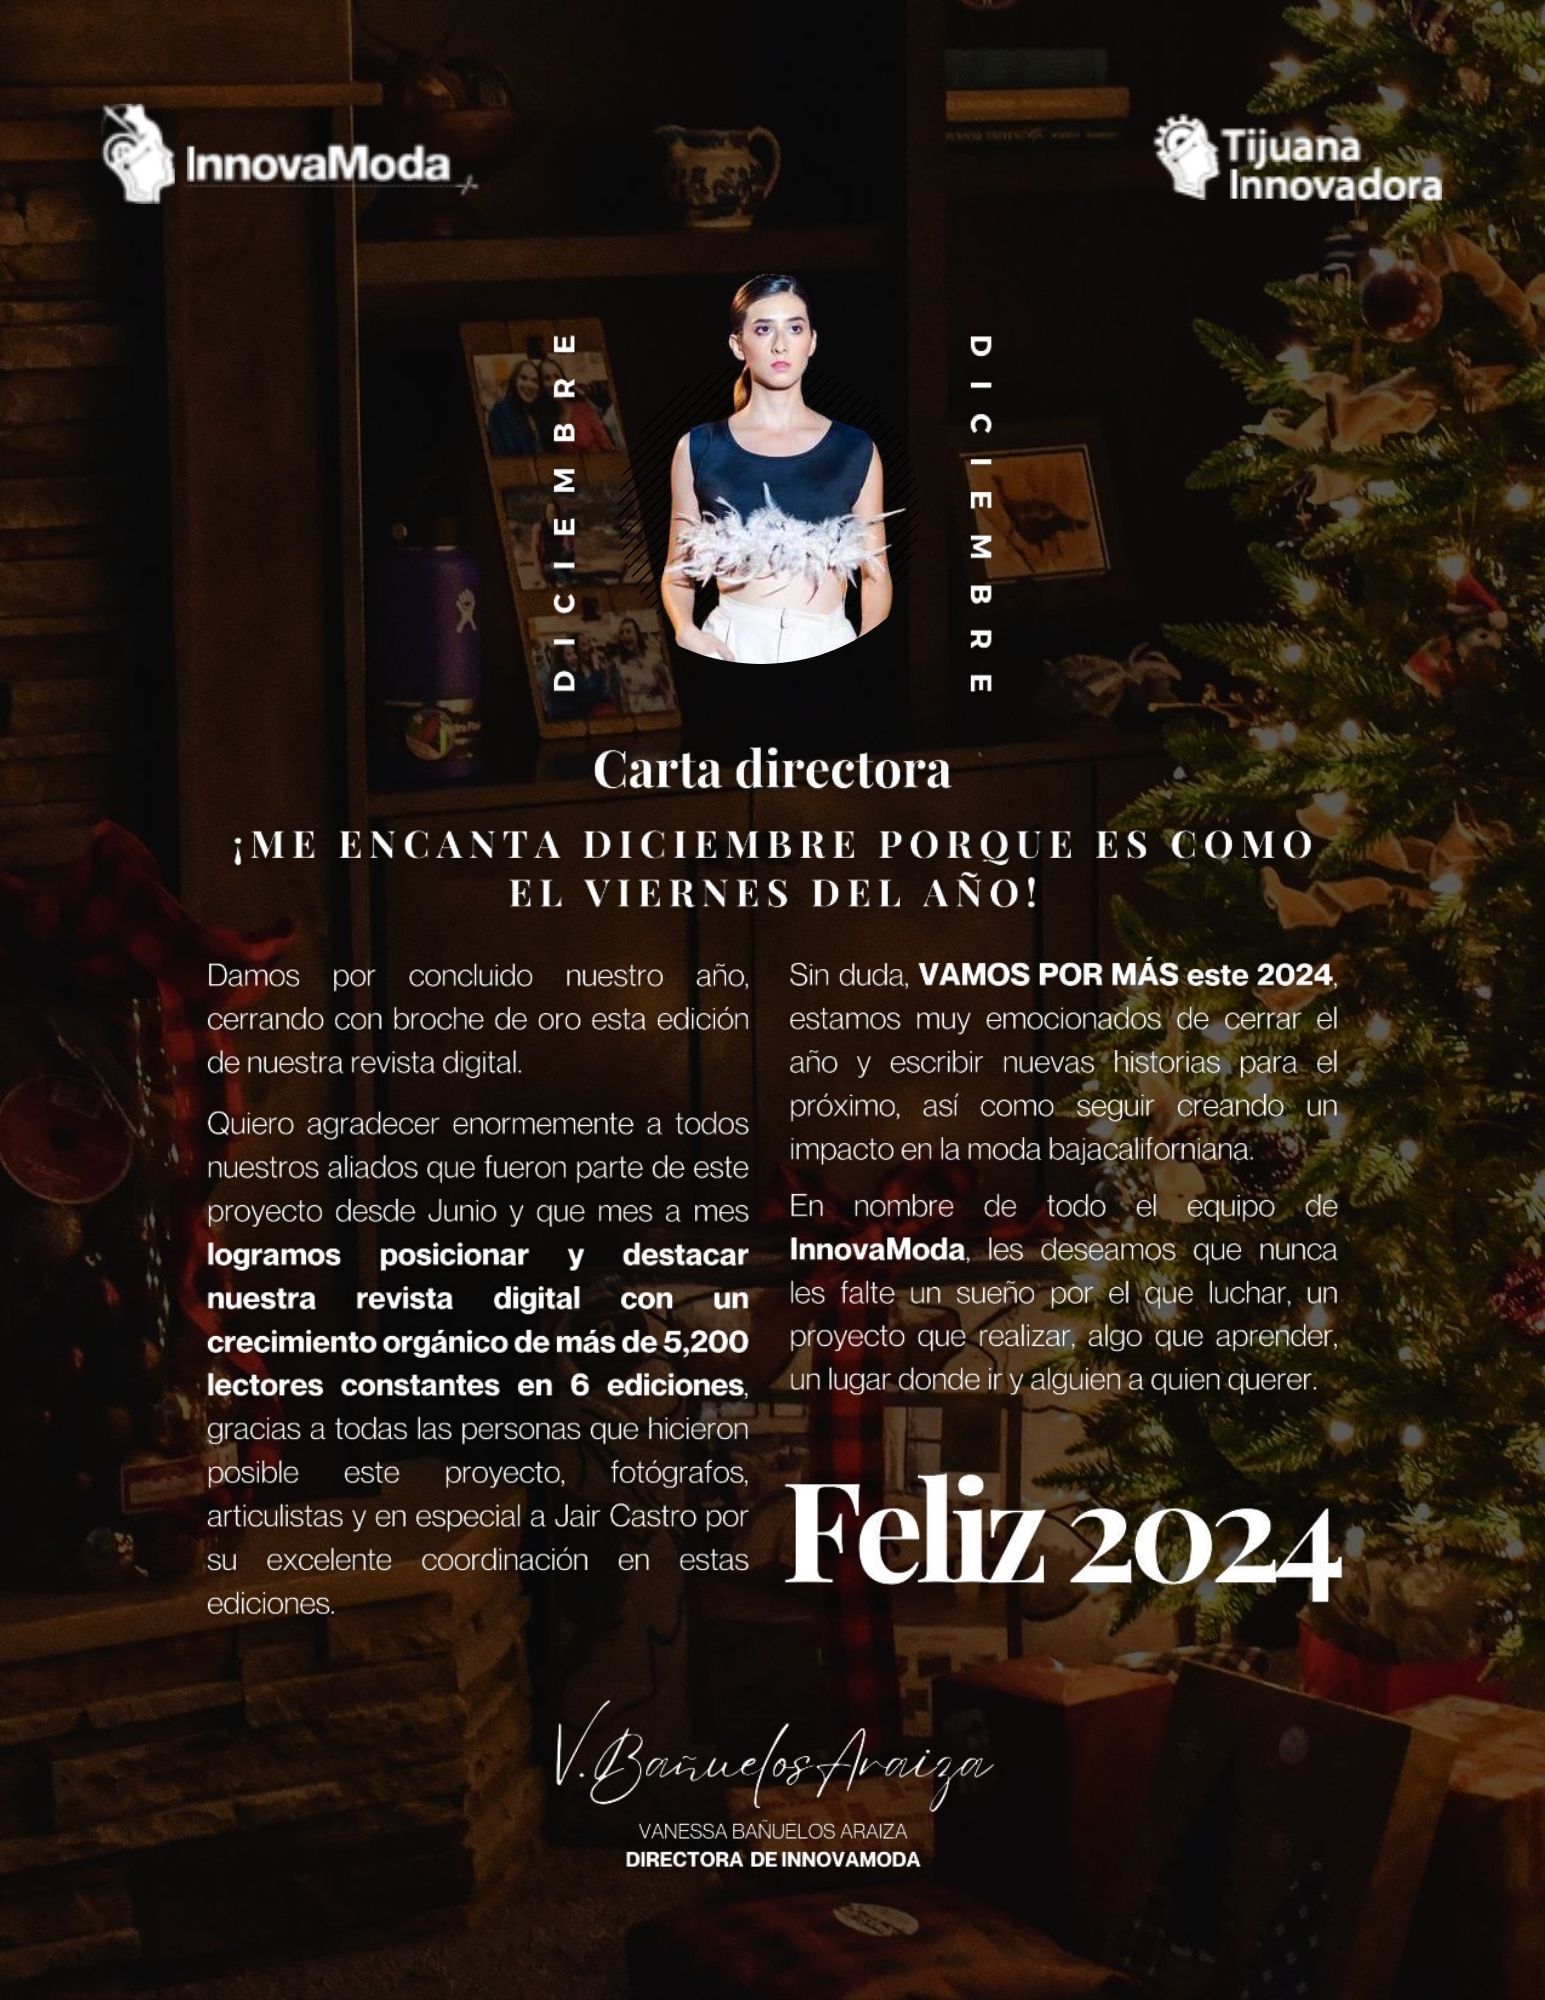 InnovaModa
Tijuana
Innovadora
DICIEMBRE
DICIEMBRE
Carta directora
¡ME ENCANTA DICIEMBRE PORQUE ES COMO
EL VIERNES DEL AÑO!
Damos por concluido nuestro año,
cerrando con broche de oro esta edición
de nuestra revista digital.
Quiero agradecer enormemente a todos
nuestros aliados que fueron parte de este
proyecto desde Junio y que mes a mes
logramos posicionar y destacar
nuestra revista digital con un
crecimiento orgánico de más de 5,200
lectores constantes en 6 ediciones,
gracias a todas las personas que hicieron
posible este proyecto, fotógrafos,
articulistas y en especial a Jair Castro por
su excelente coordinación en estas
ediciones.
Sin duda, VAMOS POR MÁS este 2024,
estamos muy emocionados de cerrar el
año y escribir nuevas historias para el
próximo, así como seguir creando un
impacto en la moda bajacaliforniana.
En nombre de todo el equipo de
InnovaModa, les deseamos que nunca
les falte un sueño por el que luchar, un
proyecto que realizar, algo que aprender,
un lugar donde ir y alguien a quien querer.
Feliz 2024
V. Bañuelos Araiza
VANESSA BAÑUELOS ARAIZA
DIRECTORA DE INNOVAMODA